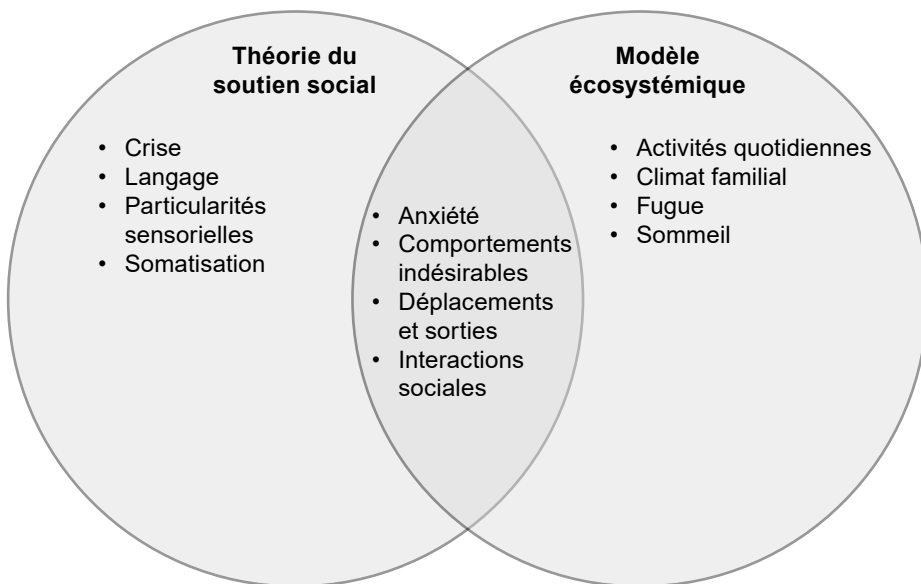 Théorie du
soutien social
• Crise
• Langage
• Particularités
sensorielles
• Somatisation
• Anxiété
• Comportements
indésirables
• Déplacements
et sorties
• Interactions
sociales
Modèle
écosystémique
• Activités quotidiennes
• Climat familial
• Fugue
• Sommeil